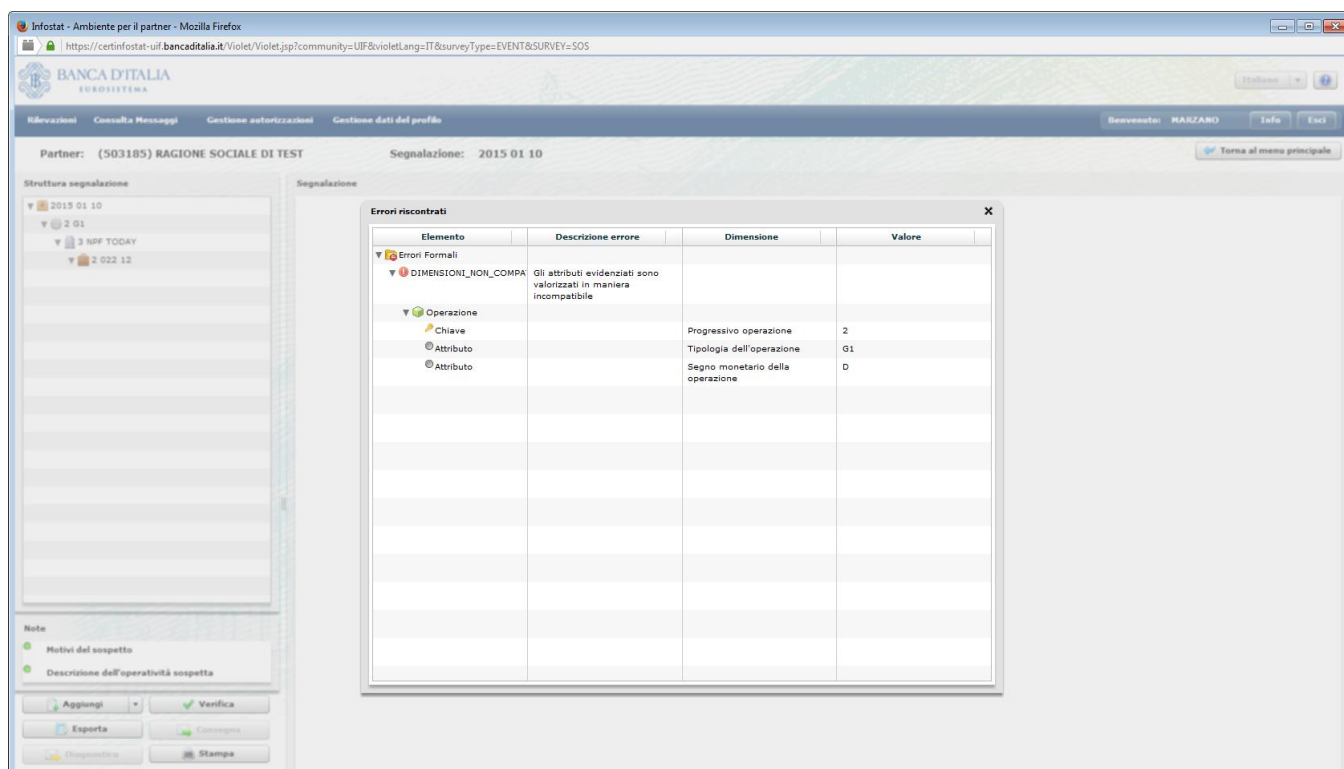 Infostat - Ambiente per il partner - Mozilla Firefox
https://certinfostat-uif.bancaditalia.it/Violet/Violet.jsp?community=UIF&violetLang=IT&surveyType=EVENT&SURVEY=SOS
BANCA D'ITALIA
EUROSISTEMA
Italiano
Rilevazioni Consulta Messaggi Gestione autorizzazioni Gestione dati del profilo Benvenuto: MARZANO Info Esci
Partner: (503185) RAGIONE SOCIALE DI TEST Segnalazione: 2015 01 10 Torna al menu principale
Struttura segnalazione Segnalazione
2015 01 10
2 G1
3 NPF TODAY
2 022 12
Errori riscontrati
Elemento Descrizione errore Dimensione Valore
Errori Formali
DIMENSIONI_NON_COMPA Gli attributi evidenziati sono
valorizzati in maniera
incompatibile
Operazione
Chiave Progressivo operazione 2
Attributo Tipologia dell'operazione G1
Attributo Segno monetario della D
operazione
Note
Motivi del sospetto
Descrizione dell'operatività sospetta
Aggiungi Verifica
Esporta Consegna
Diagnostico Stampa